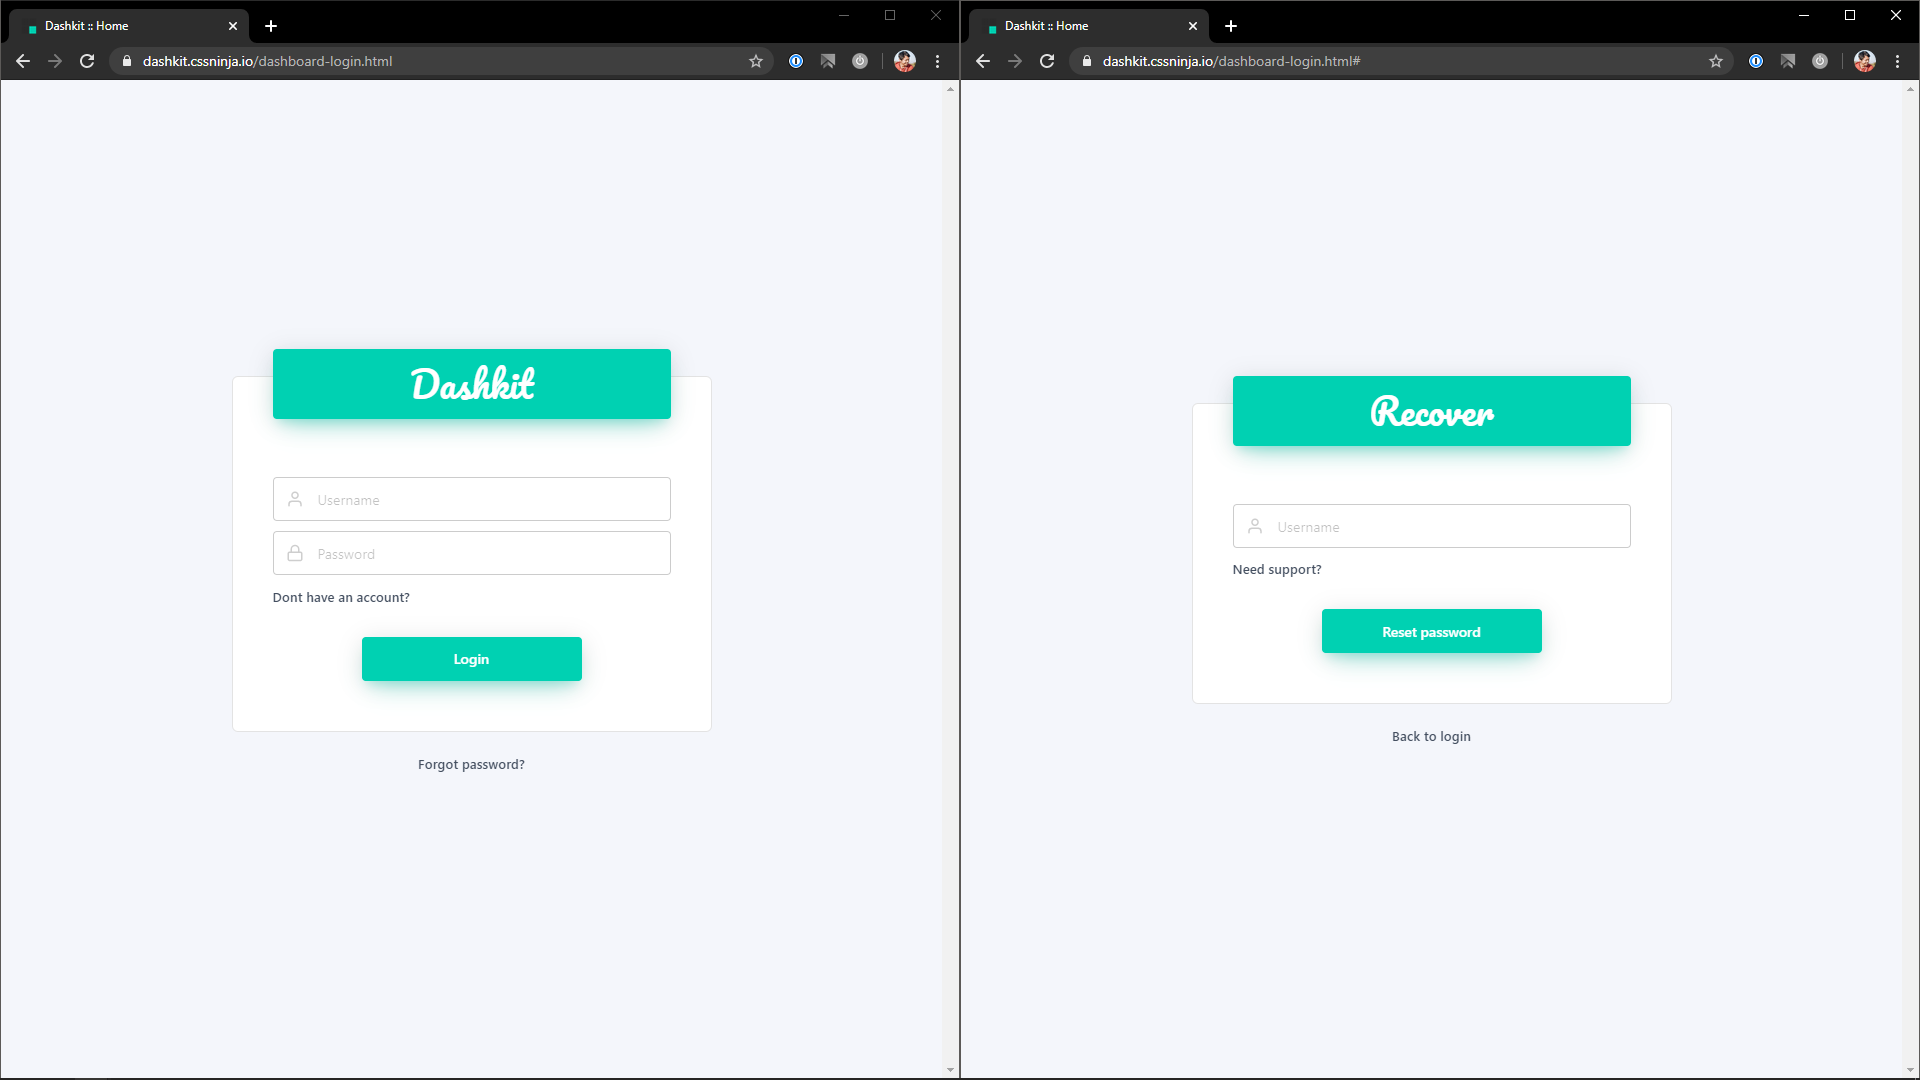 Dashkit :: Home
dashkit.cssninja.io/dashboard-login.html
Dashkit
Username
Password
Dont have an account?
Login
Forgot password?
Dashkit :: Home
dashkit.cssninja.io/dashboard-login.html#
Recover
Username
Need support?
Reset password
Back to login